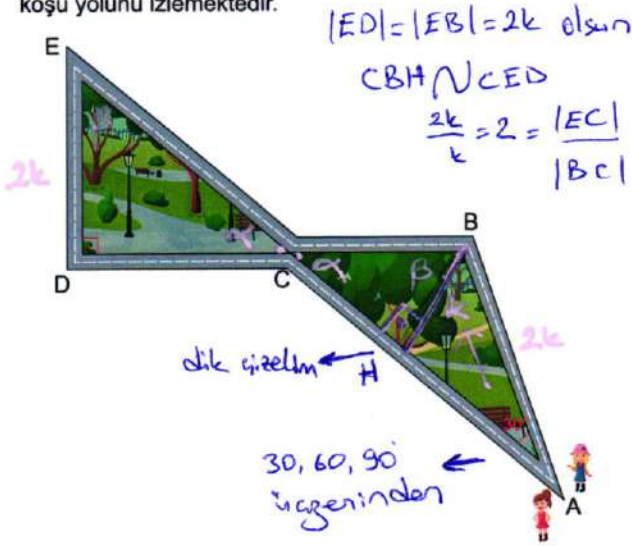 koşu yolunu izlemektedir.
|ED|=|EB|=2k olsun
CBH ~ CED
2k/k = 2 = |EC|/|BC|
E
2k
D
α
C
α
B
B
k
2k
dik çizelim ← H
30°
30, 60, 90 ←
üçgeninden
A